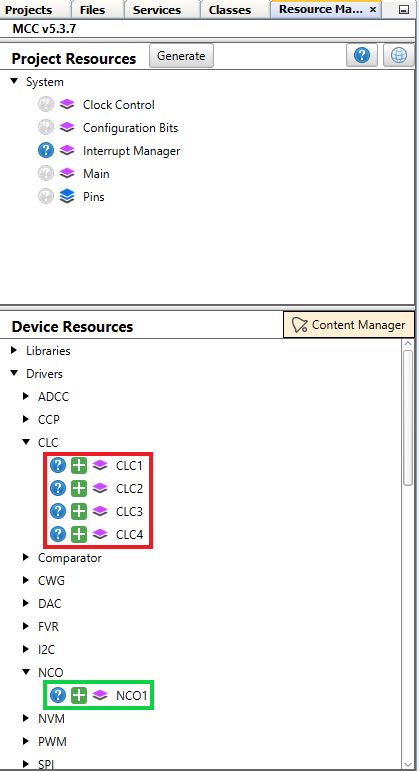 Projects Files Services Classes Resource Ma... ×
MCC v5.3.7
Project Resources Generate ?
System
Clock Control
Configuration Bits
? Interrupt Manager
Main
Pins
Device Resources Content Manager
Libraries
Drivers
ADCC
CCP
CLC
? CLC1
? CLC2
? CLC3
? CLC4
Comparator
CWG
DAC
FVR
I2C
NCO
? NCO1
NVM
PWM
SPI